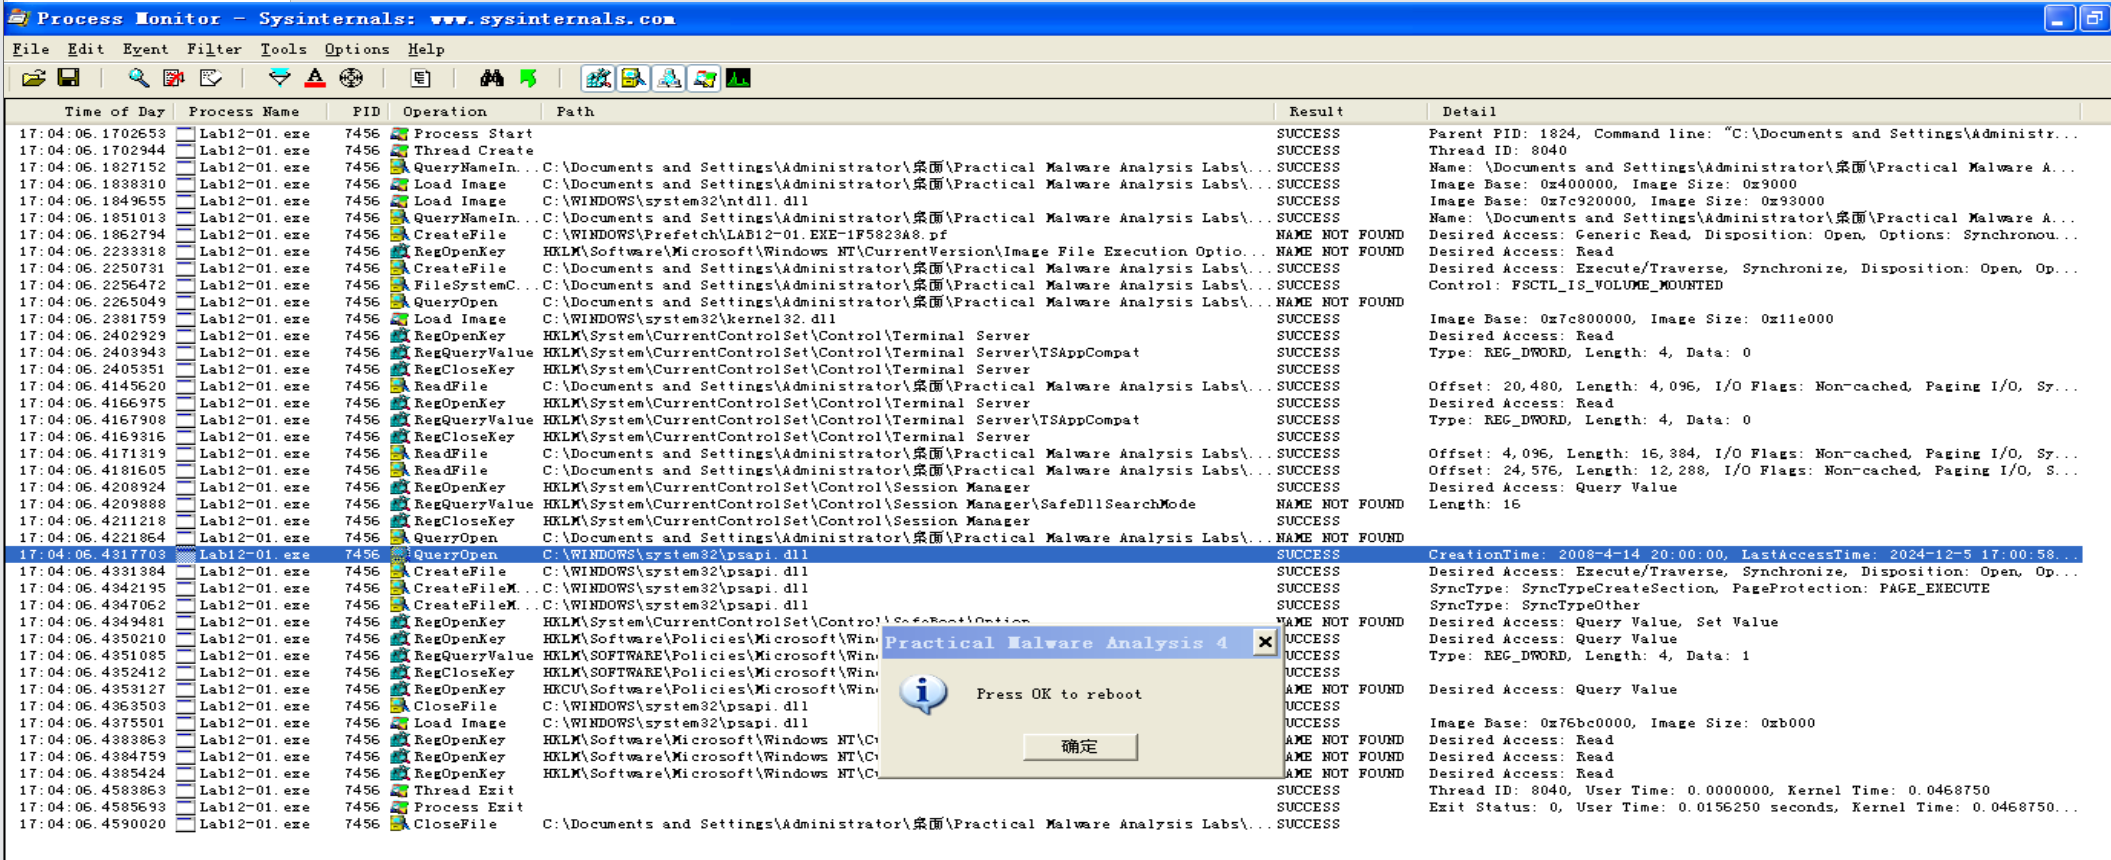 Process Monitor - Sysinternals: www.sysinternals.com
File Edit Event Filter Tools Options Help
Time of Day Process Name PID Operation Path Result Detail
17:04:06.1702653 Lab12-01.exe 7456 Process Start SUCCESS Parent PID: 1824, Command line: "C:\Documents and Settings\Administr...
17:04:06.1702944 Lab12-01.exe 7456 Thread Create SUCCESS Thread ID: 8040
17:04:06.1827152 Lab12-01.exe 7456 QueryNameIn... C:\Documents and Settings\Administrator\桌面\Practical Malware Analysis Labs\... SUCCESS Name: \Documents and Settings\Administrator\桌面\Practical Malware A...
17:04:06.1838310 Lab12-01.exe 7456 Load Image C:\Documents and Settings\Administrator\桌面\Practical Malware Analysis Labs\... SUCCESS Image Base: 0x400000, Image Size: 0x9000
17:04:06.1849655 Lab12-01.exe 7456 Load Image C:\WINDOWS\system32\ntdll.dll SUCCESS Image Base: 0x7c920000, Image Size: 0x93000
17:04:06.1851013 Lab12-01.exe 7456 QueryNameIn... C:\Documents and Settings\Administrator\桌面\Practical Malware Analysis Labs\... SUCCESS Name: \Documents and Settings\Administrator\桌面\Practical Malware A...
17:04:06.1862794 Lab12-01.exe 7456 CreateFile C:\WINDOWS\Prefetch\LAB12-01.EXE-1F5823A8.pf NAME NOT FOUND Desired Access: Generic Read, Disposition: Open, Options: Synchronou...
17:04:06.2233318 Lab12-01.exe 7456 RegOpenKey HKLM\Software\Microsoft\Windows NT\CurrentVersion\Image File Execution Optio... NAME NOT FOUND Desired Access: Read
17:04:06.2250731 Lab12-01.exe 7456 CreateFile C:\Documents and Settings\Administrator\桌面\Practical Malware Analysis Labs\... SUCCESS Desired Access: Execute/Traverse, Synchronize, Disposition: Open, Op...
17:04:06.2256472 Lab12-01.exe 7456 FileSystemC... C:\Documents and Settings\Administrator\桌面\Practical Malware Analysis Labs\... SUCCESS Control: FSCTL_IS_VOLUME_MOUNTED
17:04:06.2265049 Lab12-01.exe 7456 QueryOpen C:\Documents and Settings\Administrator\桌面\Practical Malware Analysis Labs\... NAME NOT FOUND
17:04:06.2381759 Lab12-01.exe 7456 Load Image C:\WINDOWS\system32\kernel32.dll SUCCESS Image Base: 0x7c800000, Image Size: 0x11e000
17:04:06.2402929 Lab12-01.exe 7456 RegOpenKey HKLM\System\CurrentControlSet\Control\Terminal Server SUCCESS Desired Access: Read
17:04:06.2403943 Lab12-01.exe 7456 RegQueryValue HKLM\System\CurrentControlSet\Control\Terminal Server\TSAppCompat SUCCESS Type: REG_DWORD, Length: 4, Data: 0
17:04:06.2405351 Lab12-01.exe 7456 RegCloseKey HKLM\System\CurrentControlSet\Control\Terminal Server SUCCESS
17:04:06.4145620 Lab12-01.exe 7456 ReadFile C:\Documents and Settings\Administrator\桌面\Practical Malware Analysis Labs\... SUCCESS Offset: 20,480, Length: 4,096, I/O Flags: Non-cached, Paging I/O, Sy...
17:04:06.4166975 Lab12-01.exe 7456 RegOpenKey HKLM\System\CurrentControlSet\Control\Terminal Server SUCCESS Desired Access: Read
17:04:06.4167908 Lab12-01.exe 7456 RegQueryValue HKLM\System\CurrentControlSet\Control\Terminal Server\TSAppCompat SUCCESS Type: REG_DWORD, Length: 4, Data: 0
17:04:06.4169316 Lab12-01.exe 7456 RegCloseKey HKLM\System\CurrentControlSet\Control\Terminal Server SUCCESS
17:04:06.4171319 Lab12-01.exe 7456 ReadFile C:\Documents and Settings\Administrator\桌面\Practical Malware Analysis Labs\... SUCCESS Offset: 4,096, Length: 16,384, I/O Flags: Non-cached, Paging I/O, Sy...
17:04:06.4181605 Lab12-01.exe 7456 ReadFile C:\Documents and Settings\Administrator\桌面\Practical Malware Analysis Labs\... SUCCESS Offset: 24,576, Length: 12,288, I/O Flags: Non-cached, Paging I/O, S...
17:04:06.4208924 Lab12-01.exe 7456 RegOpenKey HKLM\System\CurrentControlSet\Control\Session Manager SUCCESS Desired Access: Query Value
17:04:06.4209888 Lab12-01.exe 7456 RegQueryValue HKLM\System\CurrentControlSet\Control\Session Manager\SafeDllSearchMode NAME NOT FOUND Length: 16
17:04:06.4211218 Lab12-01.exe 7456 RegCloseKey HKLM\System\CurrentControlSet\Control\Session Manager SUCCESS
17:04:06.4221864 Lab12-01.exe 7456 QueryOpen C:\Documents and Settings\Administrator\桌面\Practical Malware Analysis Labs\... NAME NOT FOUND
17:04:06.4317703 Lab12-01.exe 7456 QueryOpen C:\WINDOWS\system32\psapi.dll SUCCESS CreationTime: 2008-4-14 20:00:00, LastAccessTime: 2024-12-5 17:00:58...
17:04:06.4331384 Lab12-01.exe 7456 CreateFile C:\WINDOWS\system32\psapi.dll SUCCESS Desired Access: Execute/Traverse, Synchronize, Disposition: Open, Op...
17:04:06.4342195 Lab12-01.exe 7456 CreateFileM... C:\WINDOWS\system32\psapi.dll SUCCESS SyncType: SyncTypeCreateSection, PageProtection: PAGE_EXECUTE
17:04:06.4347062 Lab12-01.exe 7456 CreateFileM... C:\WINDOWS\system32\psapi.dll SUCCESS SyncType: SyncTypeOther
17:04:06.4349481 Lab12-01.exe 7456 RegOpenKey HKLM\System\CurrentControlSet\Control\SafeBoot\Option NAME NOT FOUND Desired Access: Query Value, Set Value
17:04:06.4350210 Lab12-01.exe 7456 RegOpenKey HKLM\Software\Policies\Microsoft\Win UCCESS Desired Access: Query Value
17:04:06.4351085 Lab12-01.exe 7456 RegQueryValue HKLM\SOFTWARE\Policies\Microsoft\Win UCCESS Type: REG_DWORD, Length: 4, Data: 1
17:04:06.4352412 Lab12-01.exe 7456 RegCloseKey HKLM\SOFTWARE\Policies\Microsoft\Win UCCESS
17:04:06.4353127 Lab12-01.exe 7456 RegOpenKey HKCU\Software\Policies\Microsoft\Win AME NOT FOUND Desired Access: Query Value
17:04:06.4363503 Lab12-01.exe 7456 CloseFile C:\WINDOWS\system32\psapi.dll UCCESS
17:04:06.4375501 Lab12-01.exe 7456 Load Image C:\WINDOWS\system32\psapi.dll UCCESS Image Base: 0x76bc0000, Image Size: 0xb000
17:04:06.4383863 Lab12-01.exe 7456 RegOpenKey HKLM\Software\Microsoft\Windows NT\C AME NOT FOUND Desired Access: Read
17:04:06.4384759 Lab12-01.exe 7456 RegOpenKey HKLM\Software\Microsoft\Windows NT\C AME NOT FOUND Desired Access: Read
17:04:06.4385424 Lab12-01.exe 7456 RegOpenKey HKLM\Software\Microsoft\Windows NT\C AME NOT FOUND Desired Access: Read
17:04:06.4583863 Lab12-01.exe 7456 Thread Exit SUCCESS Thread ID: 8040, User Time: 0.0000000, Kernel Time: 0.0468750
17:04:06.4585693 Lab12-01.exe 7456 Process Exit SUCCESS Exit Status: 0, User Time: 0.0156250 seconds, Kernel Time: 0.0468750...
17:04:06.4590020 Lab12-01.exe 7456 CloseFile C:\Documents and Settings\Administrator\桌面\Practical Malware Analysis Labs\... SUCCESS
Practical Malware Analysis 4
Press OK to reboot
确定